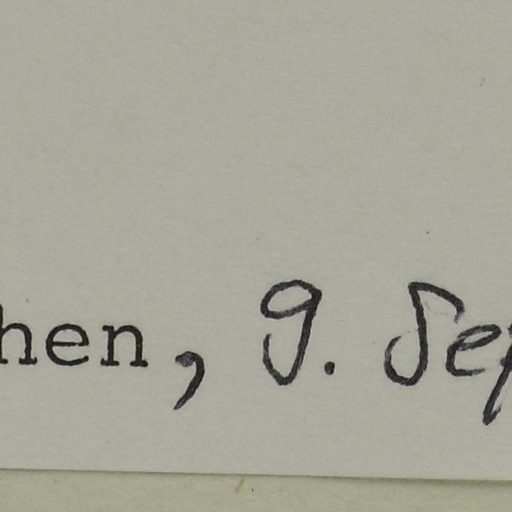 hen, 9. Sep